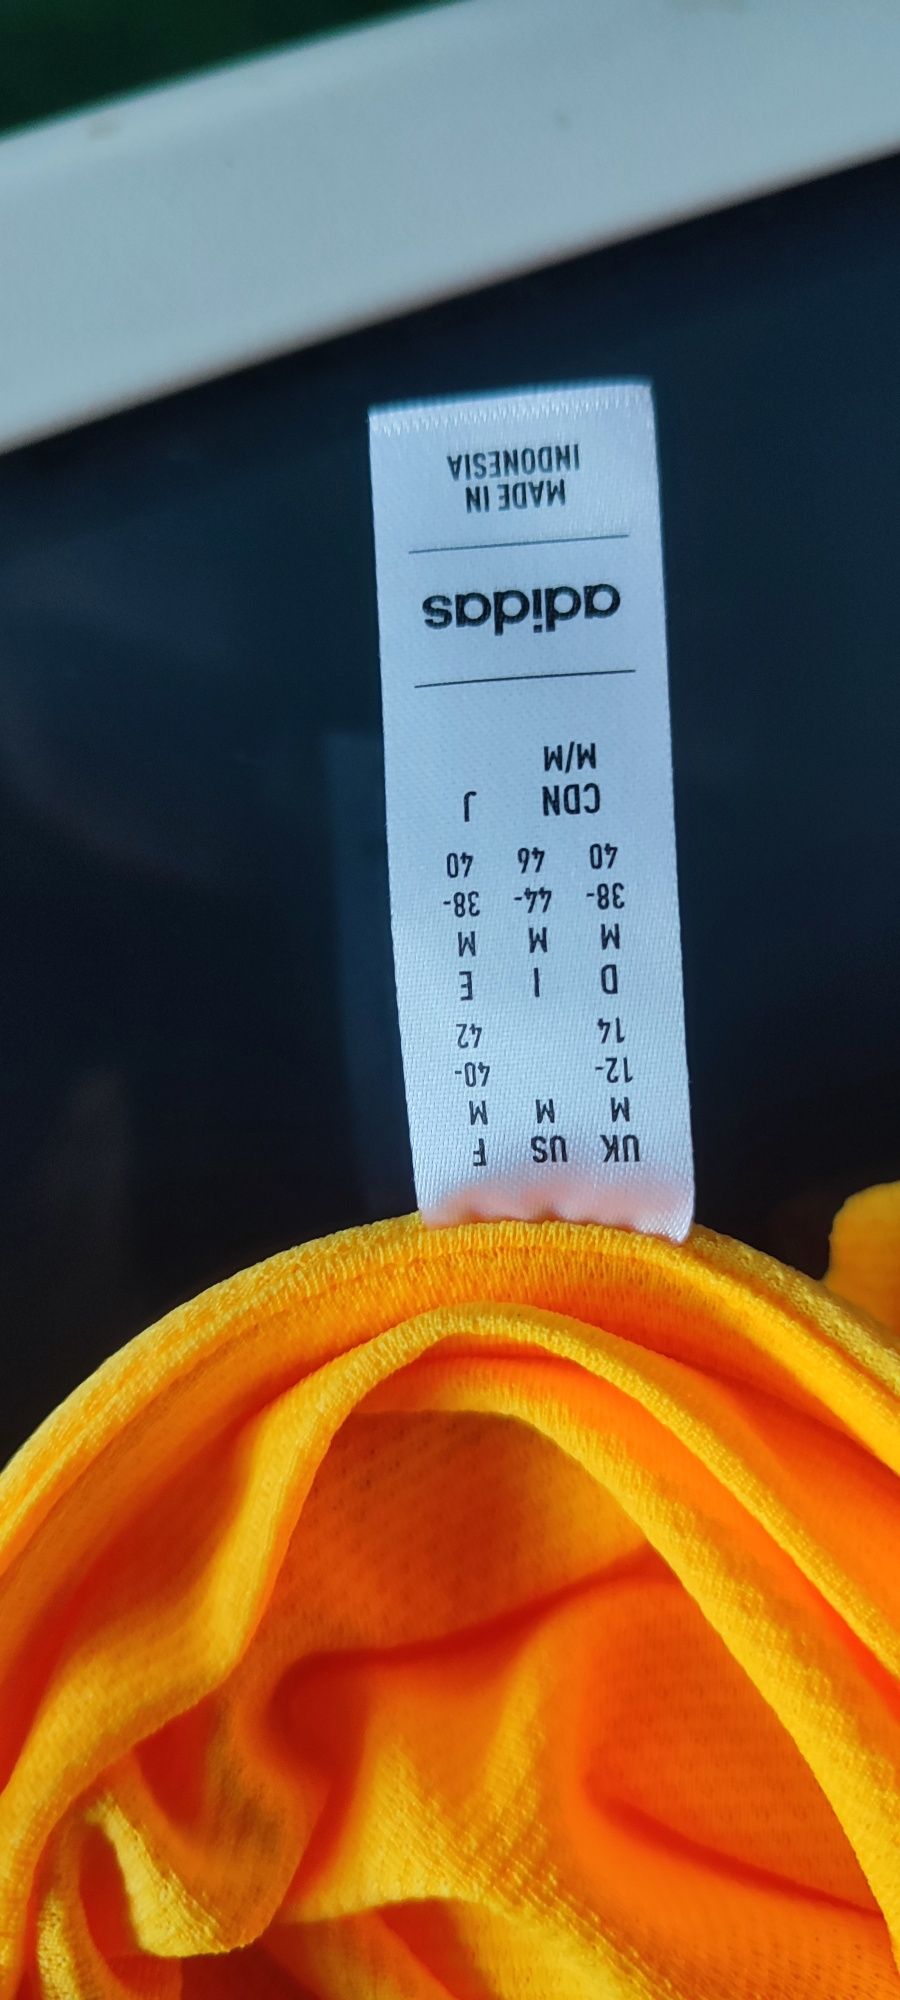 UK US F
M M M
12- 40-
14 42
D I E
M M M
38- 44- 38-
40 46 40
CDN J
M/M
adidas
MADE IN
INDONESIA